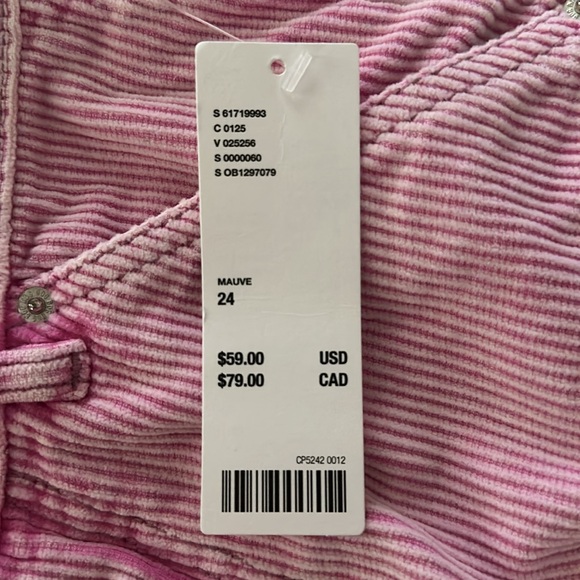 S 61719993
C 0125
V 025256
S 0000060
S OB1297079
MAUVE
24
$59.00 USD
$79.00 CAD
CP5242 0012